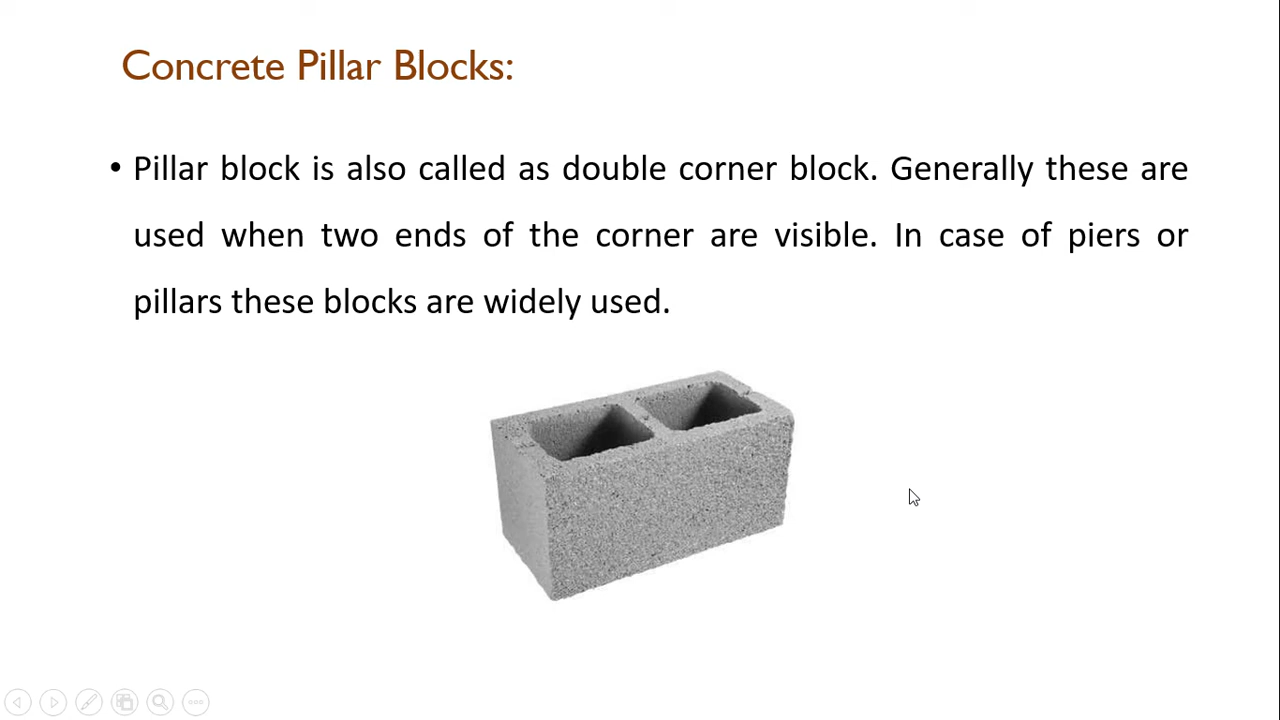 Concrete Pillar Blocks:
• Pillar block is also called as double corner block. Generally these are
used when two ends of the corner are visible. In case of piers or
pillars these blocks are widely used.